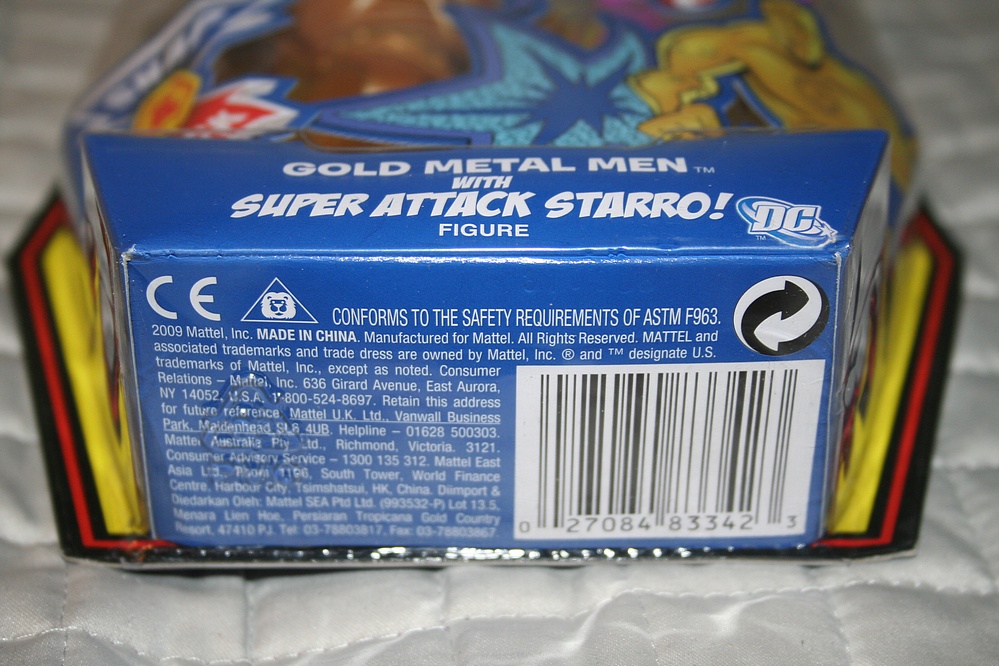 GOLD METAL MEN™
WITH
SUPER ATTACK STARRO!
FIGURE
DC
TM
CE
CONFORMS TO THE SAFETY REQUIREMENTS OF ASTM F963.
2009 Mattel, Inc. MADE IN CHINA. Manufactured for Mattel. All Rights Reserved. MATTEL and
associated trademarks and trade dress are owned by Mattel, Inc. ® and ™ designate U.S.
trademarks of Mattel, Inc., except as noted. Consumer
Relations – Mattel, Inc. 636 Girard Avenue, East Aurora,
NY 14052, U.S.A. 1-800-524-8697. Retain this address
for future reference. Mattel U.K. Ltd., Vanwall Business
Park, Maidenhead SL6 4UB. Helpline – 01628 500303.
Mattel Australia Pty Ltd., Richmond, Victoria. 3121.
Consumer Advisory Service – 1300 135 312. Mattel East
Asia Ltd., Room 1196, South Tower, World Finance
Centre, Harbour City, Tsimshatsui, HK, China. Diimport &
Diedarkan Oleh: Mattel SEA Ptd Ltd. (993532-P) Lot 13.5,
Menara Lien Hoe, Persiaran Tropicana Gold Country
Resort, 47410 PJ. Tel: 03-78803817, Fax: 03-78803867.
0 27084 83342 3